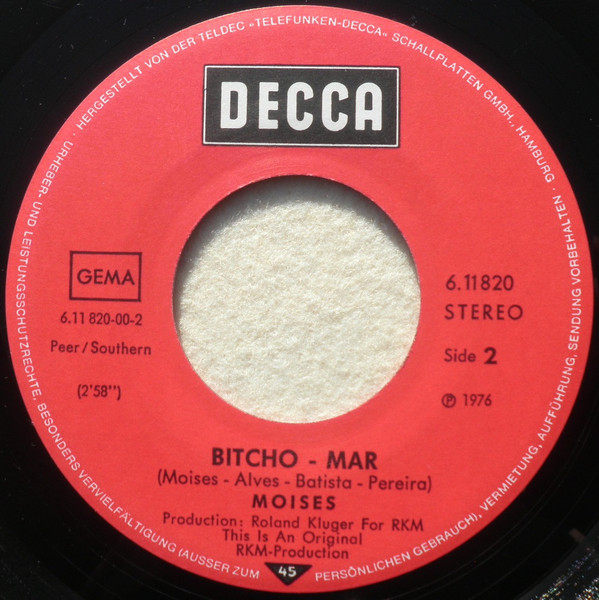 DECCA
GEMA
6.11 820-00-2
Peer/Southern
(2'58")
6.11820
STEREO
Side 2
℗ 1976
BITCHO - MAR
(Moises - Alves - Batista - Pereira)
MOISES
Production: Roland Kluger For RKM
This Is An Original
RKM-Production
45
· HERGESTELLT VON DER TELDEC »TELEFUNKEN-DECCA« SCHALLPLATTEN GMBH., HAMBURG · URHEBER- UND LEISTUNGSSCHUTZRECHTE, BESONDERS VERVIELFÄLTIGUNG (AUSSER ZUM PERSÖNLICHEN GEBRAUCH), VERMIETUNG, AUFFÜHRUNG, SENDUNG VORBEHALTEN ·